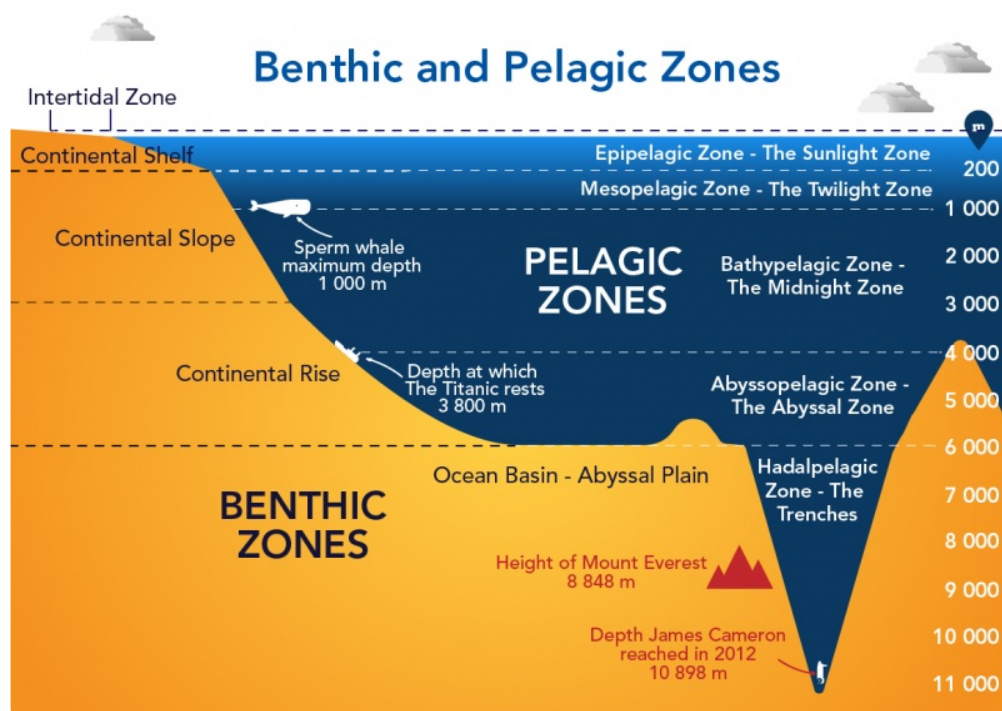 Benthic and Pelagic Zones
Intertidal Zone
m
Continental Shelf
Epipelagic Zone - The Sunlight Zone
200
Mesopelagic Zone - The Twilight Zone
1 000
Continental Slope
Sperm whale
maximum depth
1 000 m
PELAGIC
ZONES
Bathypelagic Zone -
The Midnight Zone
2 000
3 000
4 000
Continental Rise
Depth at which
The Titanic rests
3 800 m
Abyssopelagic Zone -
The Abyssal Zone
5 000
6 000
Ocean Basin - Abyssal Plain
Hadalpelagic
Zone - The
Trenches
7 000
BENTHIC
ZONES
8 000
Height of Mount Everest
8 848 m
9 000
Depth James Cameron
reached in 2012
10 898 m
10 000
11 000